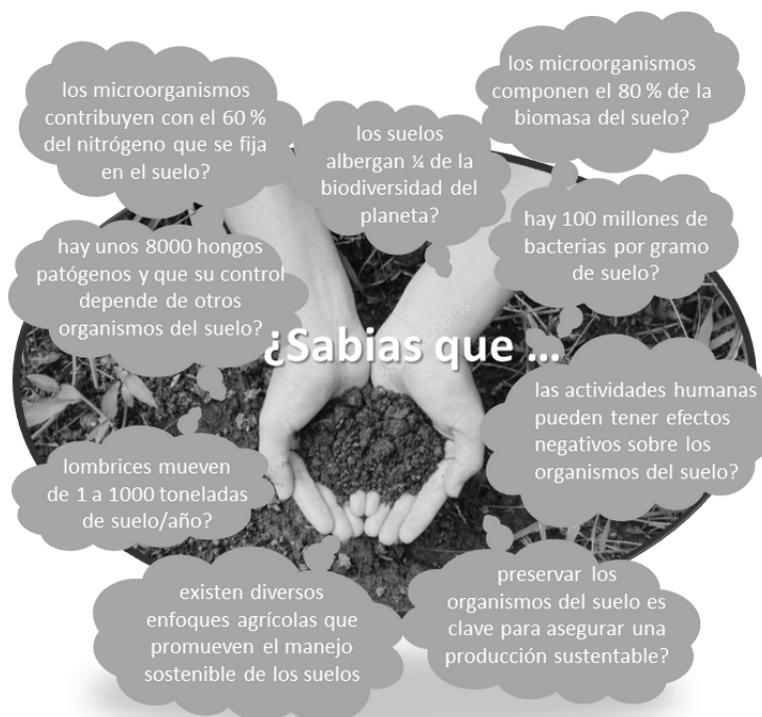 los microorganismos
contribuyen con el 60 %
del nitrógeno que se fija
en el suelo?
los suelos
albergan ¼ de la
biodiversidad del
planeta?
los microorganismos
componen el 80 % de la
biomasa del suelo?
hay unos 8000 hongos
patógenos y que su control
depende de otros
organismos del suelo?
hay 100 millones de
bacterias por gramo
de suelo?
¿Sabias que ...
las actividades humanas
pueden tener efectos
negativos sobre los
organismos del suelo?
lombrices mueven
de 1 a 1000 toneladas
de suelo/año?
existen diversos
enfoques agrícolas que
promueven el manejo
sostenible de los suelos
preservar los
organismos del suelo es
clave para asegurar una
producción sustentable?